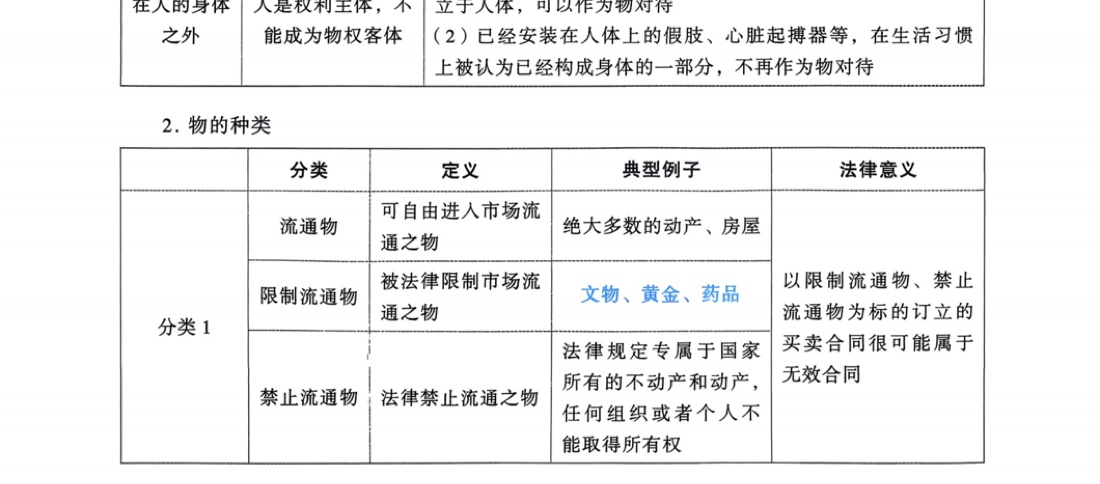 在人的身体
之外
人是权利主体，不
能成为物权客体
立于人体，可以作为物对待
（2）已经安装在人体上的假肢、心脏起搏器等，在生活习惯
上被认为已经构成身体的一部分，不再作为物对待
2. 物的种类
分类
定义
典型例子
法律意义
分类 1
流通物
可自由进入市场流
通之物
绝大多数的动产、房屋
限制流通物
被法律限制市场流
通之物
文物、黄金、药品
禁止流通物
法律禁止流通之物
法律规定专属于国家
所有的不动产和动产，
任何组织或者个人不
能取得所有权
以限制流通物、禁止
流通物为标的订立的
买卖合同很可能属于
无效合同